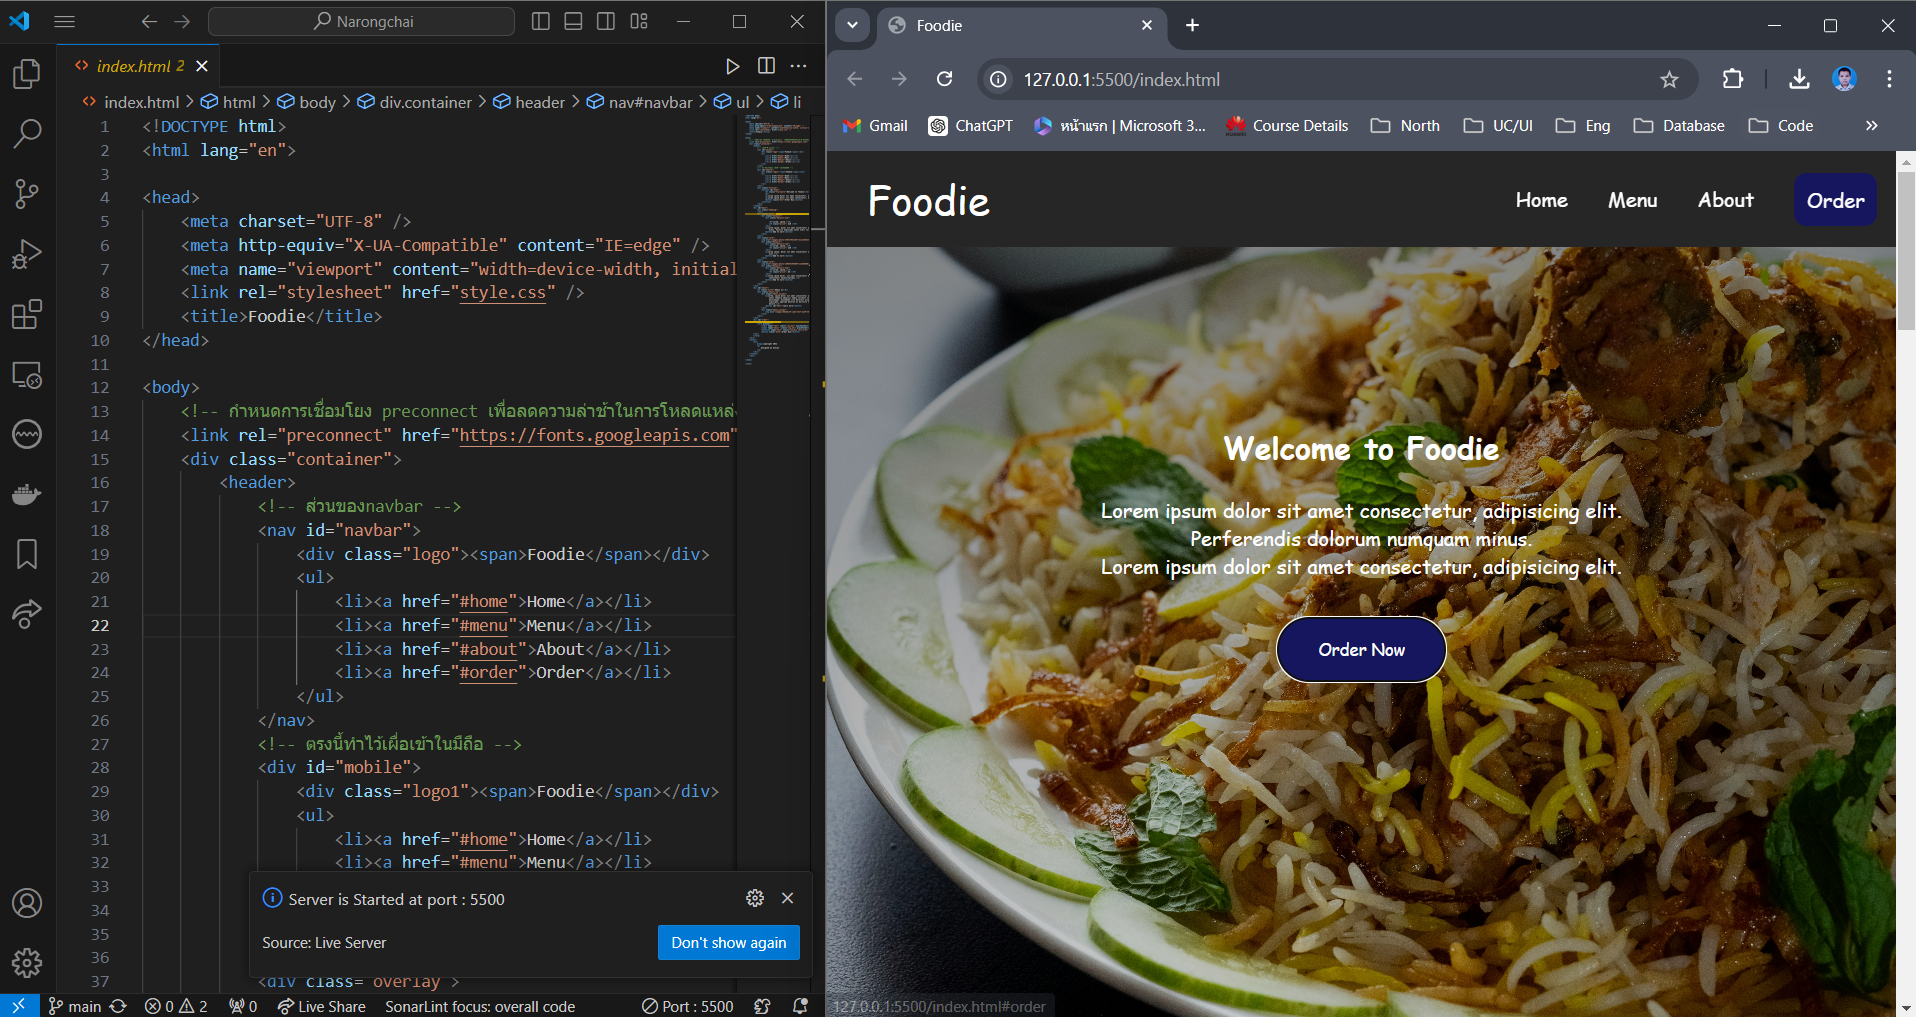 Narongchai
index.html 2
index.html > html > body > div.container > header > nav#navbar > ul > li
1 <!DOCTYPE html>
2 <html lang="en">
3
4 <head>
5 <meta charset="UTF-8" />
6 <meta http-equiv="X-UA-Compatible" content="IE=edge" />
7 <meta name="viewport" content="width=device-width, initial
8 <link rel="stylesheet" href="style.css" />
9 <title>Foodie</title>
10 </head>
11
12 <body>
13 <!-- กำหนดการเชื่อมโยง preconnect เพื่อลดความล่าช้าในการโหลดแหล่ง
14 <link rel="preconnect" href="https://fonts.googleapis.com"
15 <div class="container">
16 <header>
17 <!-- ส่วนของnavbar -->
18 <nav id="navbar">
19 <div class="logo"><span>Foodie</span></div>
20 <ul>
21 <li><a href="#home">Home</a></li>
22 <li><a href="#menu">Menu</a></li>
23 <li><a href="#about">About</a></li>
24 <li><a href="#order">Order</a></li>
25 </ul>
26 </nav>
27 <!-- ตรงนี้ทำไว้เผื่อเข้าในมือถือ -->
28 <div id="mobile">
29 <div class="logo1"><span>Foodie</span></div>
30 <ul>
31 <li><a href="#home">Home</a></li>
32 <li><a href="#menu">Menu</a></li>
33
34
35
36
37 <div class="overlay">
Server is Started at port : 5500
Source: Live Server
Don't show again
main 0 2 0 Live Share SonarLint focus: overall code Port : 5500
Foodie
127.0.0.1:5500/index.html
Gmail ChatGPT หน้าแรก | Microsoft 3... Course Details North UC/UI Eng Database Code
Foodie
Home Menu About Order
Welcome to Foodie
Lorem ipsum dolor sit amet consectetur, adipisicing elit.
Perferendis dolorum numquam minus.
Lorem ipsum dolor sit amet consectetur, adipisicing elit.
Order Now
127.0.0.1:5500/index.html#order